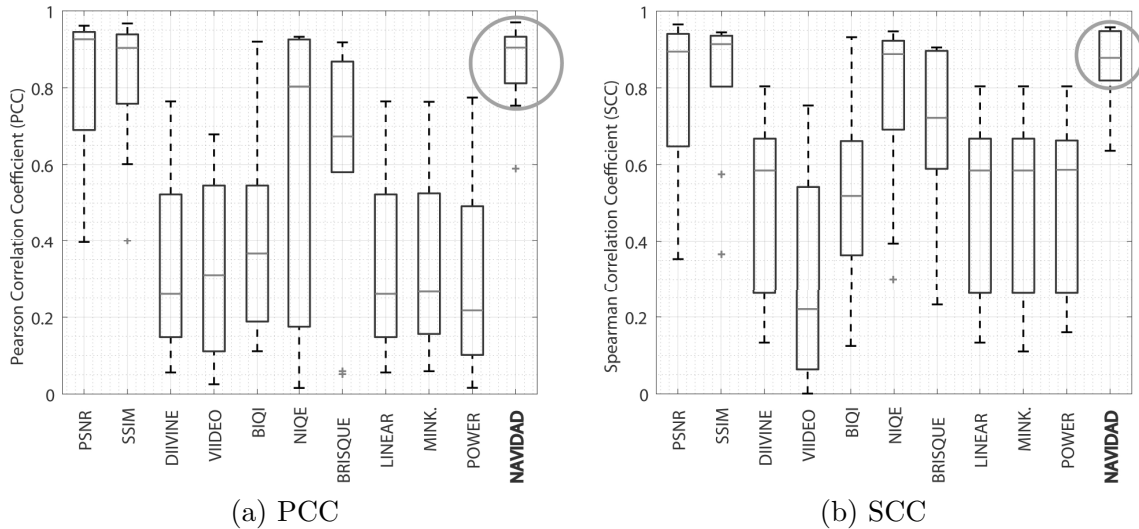 Pearson Correlation Coefficient (PCC)
1
0.8
0.6
0.4
0.2
0
PSNR
SSIM
DIIVINE
VIIDEO
BIQI
NIQE
BRISQUE
LINEAR
MINK.
POWER
NAVIDAD
(a) PCC
Spearman Correlation Coefficient (SCC)
1
0.8
0.6
0.4
0.2
0
PSNR
SSIM
DIIVINE
VIIDEO
BIQI
NIQE
BRISQUE
LINEAR
MINK.
POWER
NAVIDAD
(b) SCC